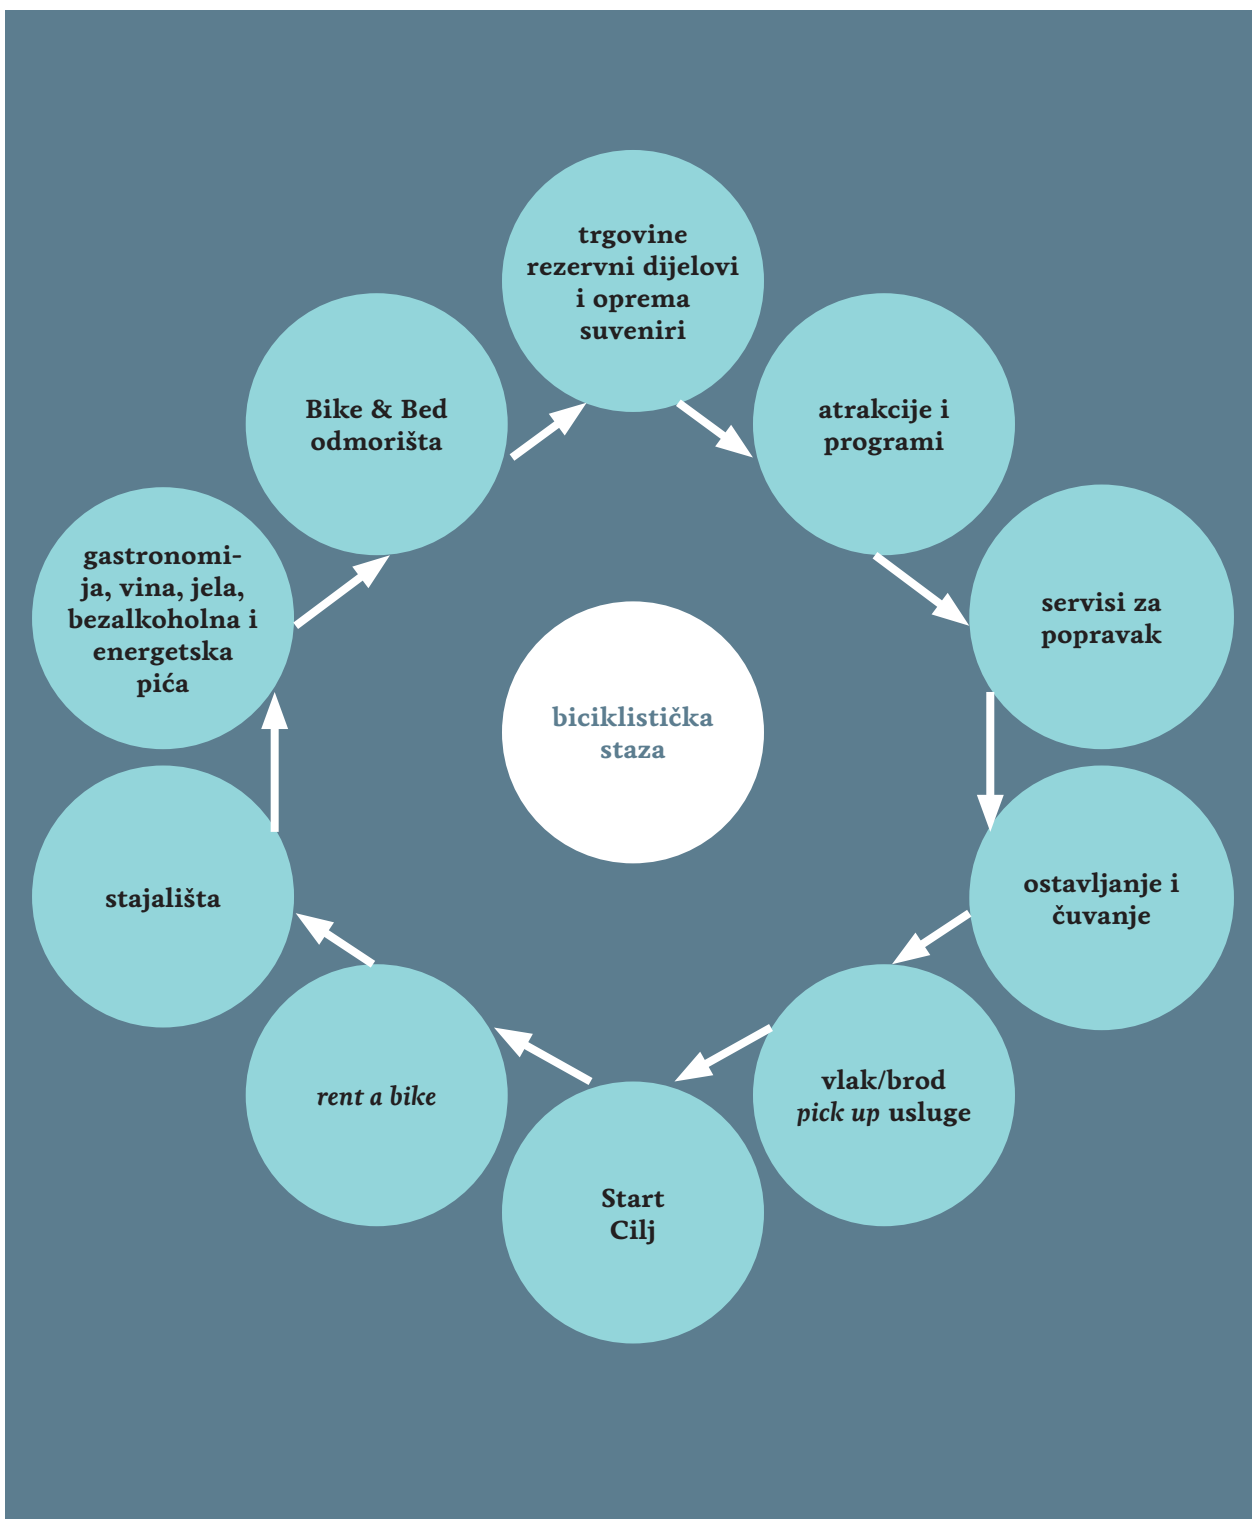 trgovine
rezervni dijelovi
i oprema
suveniri
Bike & Bed
odmorišta
atrakcije i
programi
gastronomi-
ja, vina, jela,
bezalkoholna i
energetska
pića
servisi za
popravak
biciklistička
staza
stajališta
ostavljanje i
čuvanje
rent a bike
vlak/brod
pick up usluge
Start
Cilj